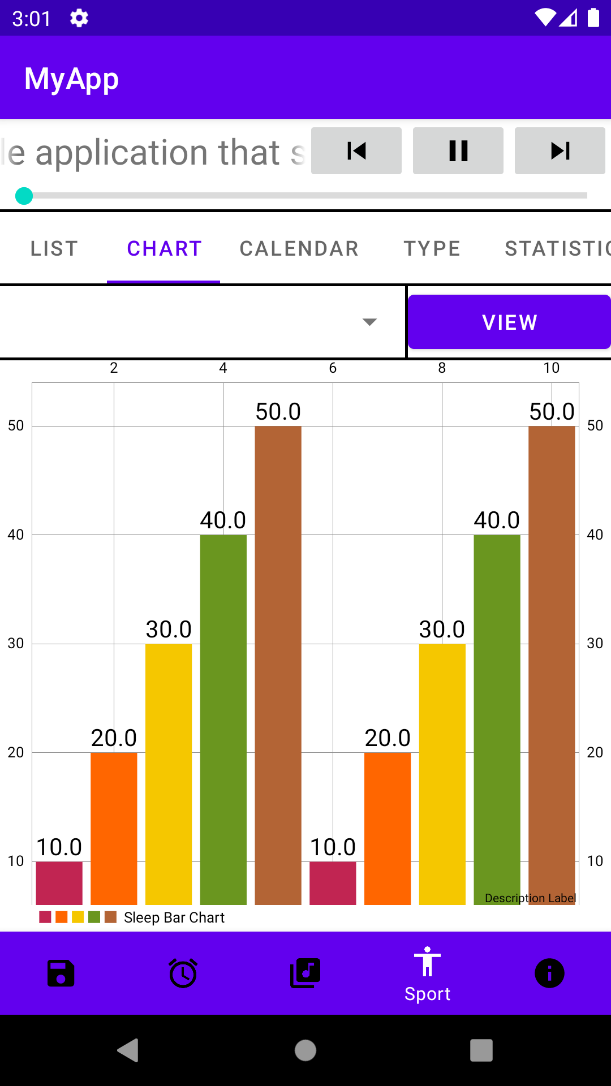 3:01
MyApp
le application that s
LIST CHART CALENDAR TYPE STATISTIC
VIEW
2 4 6 8 10
50.0 50.0
50 50
40.0 40.0
40 40
30.0 30.0
30 30
20.0 20.0
20 20
10.0 10.0
10 10
Description Label
Sleep Bar Chart
Sport